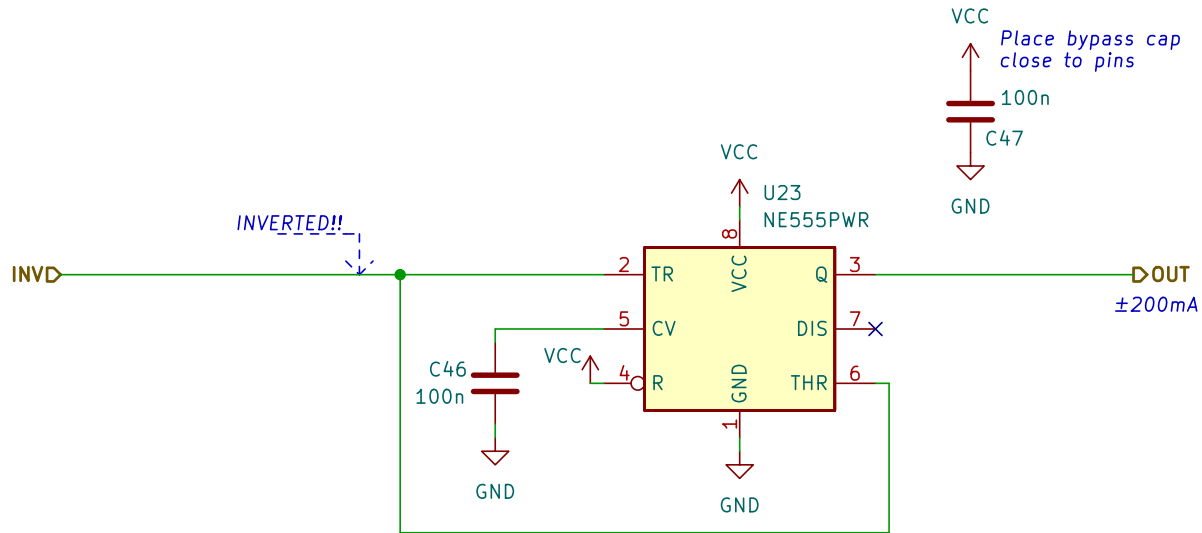 VCC
Place bypass cap
close to pins
100n
C47
GND
VCC
U23
NE555PWR
INVERTED!!
INV
8
2 TR
VCC
Q 3
OUT
±200mA
5 CV
DIS 7
VCC
C46
100n
4 R
GND
THR 6
1
GND
GND